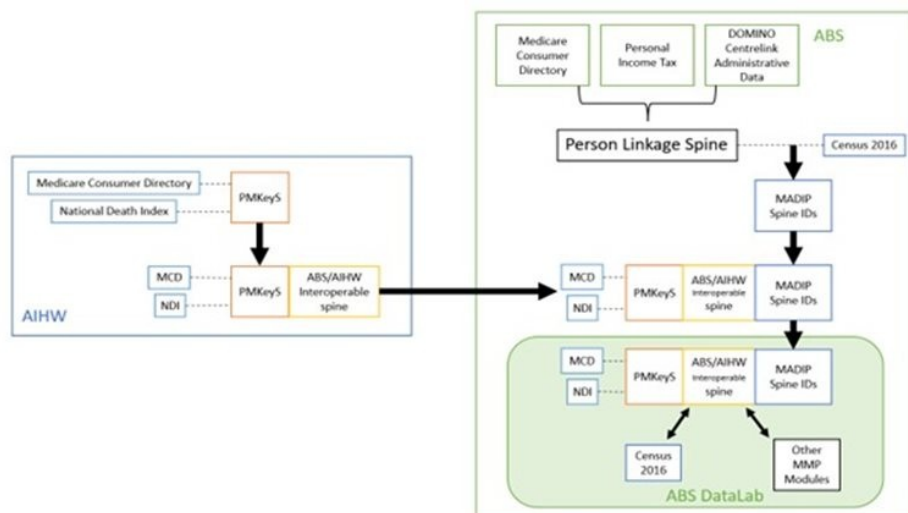 ABS
Medicare
Consumer
Directory
Personal
Income Tax
DOMINO
Centrelink
Administrative
Data
Person Linkage Spine
Census 2016
MADIP
Spine IDs
Medicare Consumer Directory
National Death Index
PMKeyS
MCD
NDI
PMKeyS
ABS/AIHW
Interoperable
spine
AIHW
MCD
NDI
PMKeyS
ABS/AIHW
Interoperable
spine
MADIP
Spine IDs
MCD
NDI
PMKeyS
ABS/AIHW
Interoperable
spine
MADIP
Spine IDs
Census
2016
Other
MMP
Modules
ABS DataLab